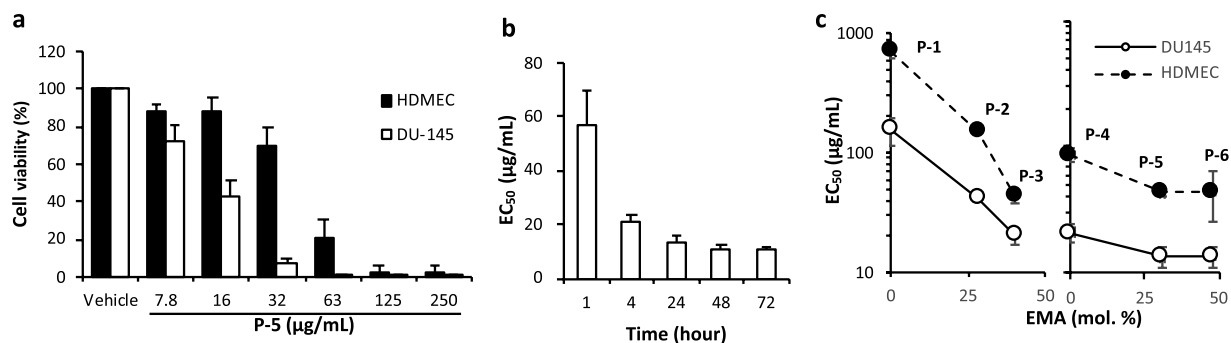 a
120
100
80
60
40
20
0
Cell viability (%)
HDMEC
DU-145
Vehicle 7.8 16 32 63 125 250
P-5 (µg/mL)
b
80
60
40
20
0
EC50 (µg/mL)
1 4 24 48 72
Time (hour)
c
1000
100
10
EC50 (µg/mL)
P-1
P-2
P-3
P-4
P-5
P-6
DU145
HDMEC
0 25 50 0 25 50
EMA (mol. %)